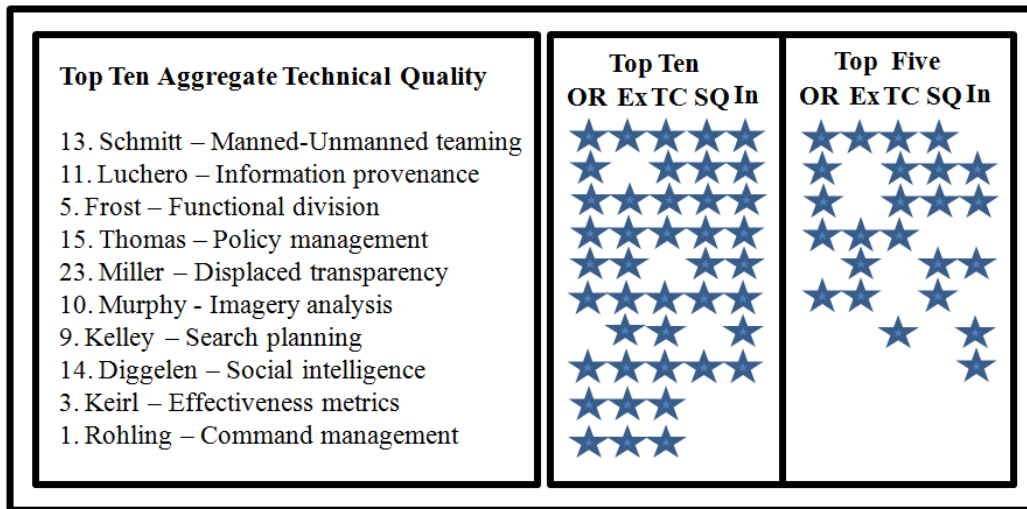 Top Ten Aggregate Technical Quality
13. Schmitt – Manned-Unmanned teaming
11. Luchero – Information provenance
5. Frost – Functional division
15. Thomas – Policy management
23. Miller – Displaced transparency
10. Murphy - Imagery analysis
9. Kelley – Search planning
14. Diggelen – Social intelligence
3. Keirl – Effectiveness metrics
1. Rohling – Command management
Top Ten
OR Ex TC SQ In
Top Five
OR Ex TC SQ In